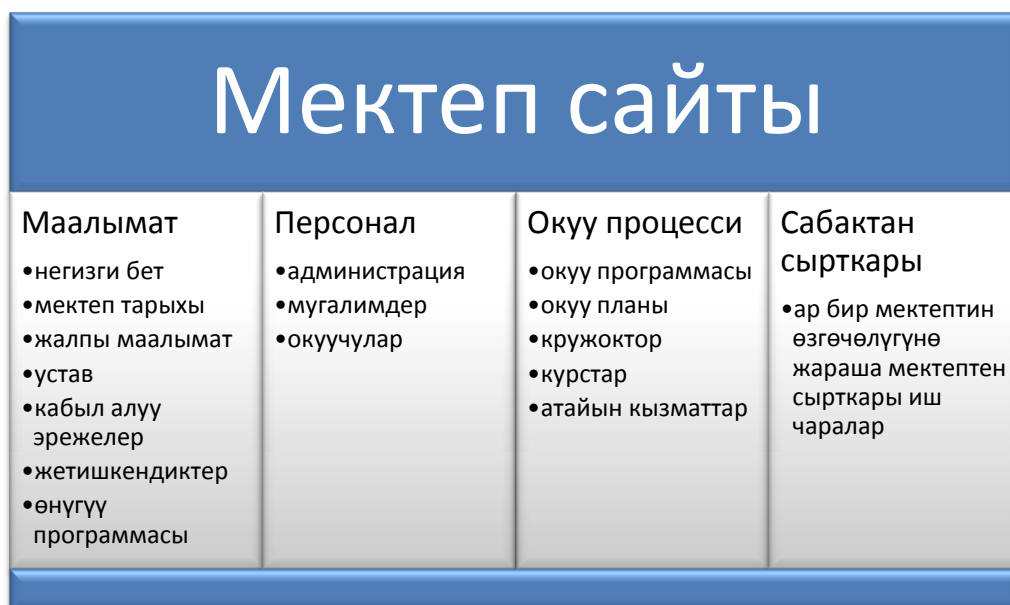 Мектеп сайты
Маалымат
•негизги бет
•мектеп тарыхы
•жалпы маалымат
•устав
•кабыл алуу
эрежелер
•жетишкендиктер
•өнүгүү
программасы
Персонал
•администрация
•мугалимдер
•окуучулар
Окуу процесси
•окуу программасы
•окуу планы
•кружоктор
•курстар
•атайын кызматтар
Сабактан
сырткары
•ар бир мектептин
өзгөчөлүгүнө
жараша мектептен
сырткары иш
чаралар